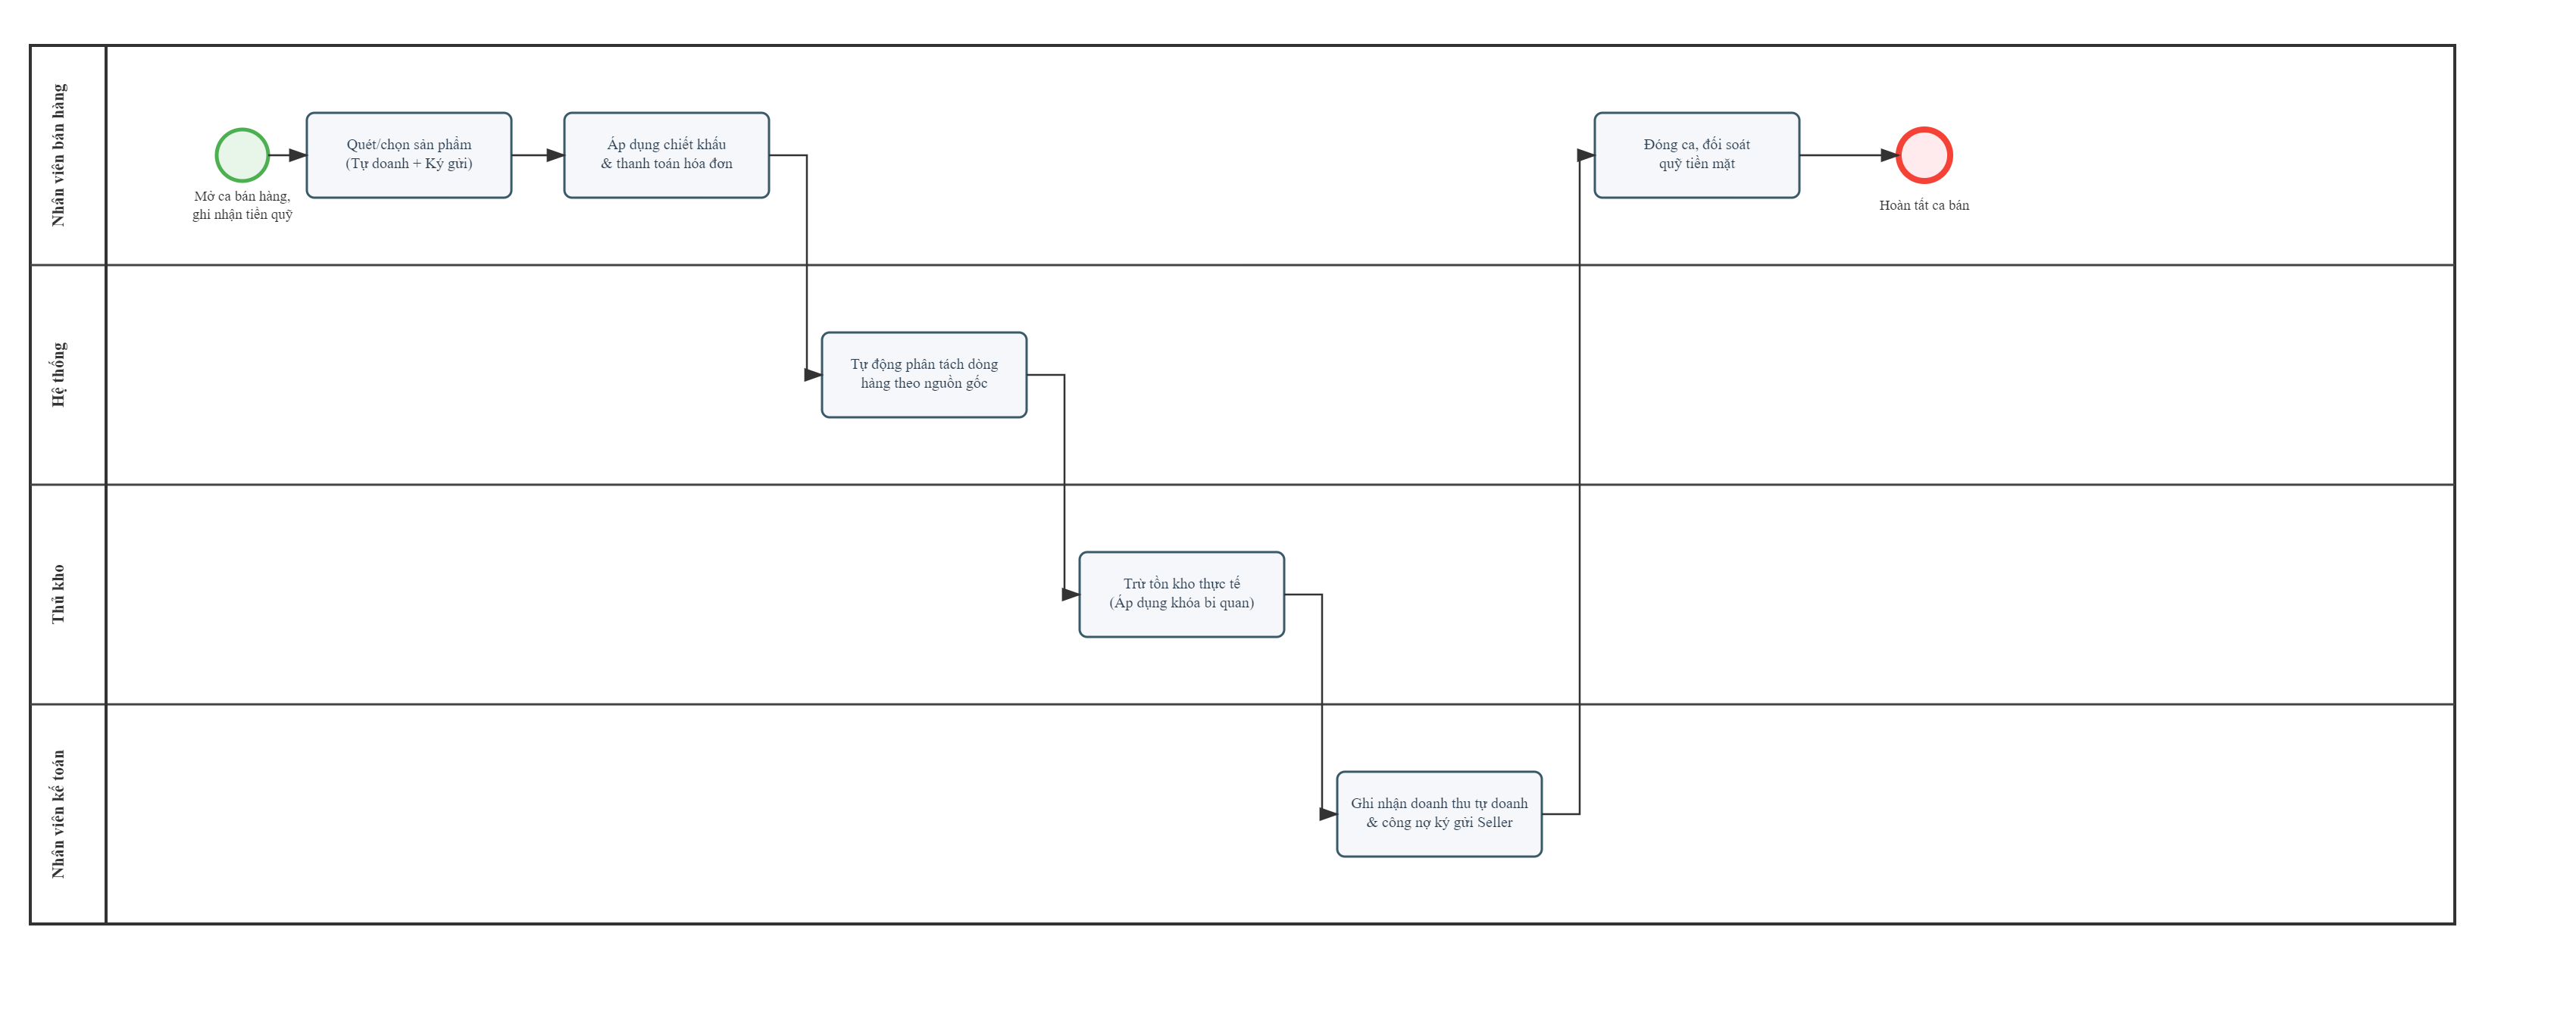 Nhân viên bán hàng
Mở ca bán hàng,
ghi nhận tiền quỹ
Quét/chọn sản phẩm
(Tự doanh + Ký gửi)
Áp dụng chiết khấu
& thanh toán hóa đơn
Đóng ca, đối soát
quỹ tiền mặt
Hoàn tất ca bán
Hệ thống
Tự động phân tách dòng
hàng theo nguồn gốc
Thủ kho
Trừ tồn kho thực tế
(Áp dụng khóa bi quan)
Nhân viên kế toán
Ghi nhận doanh thu tự doanh
& công nợ ký gửi Seller